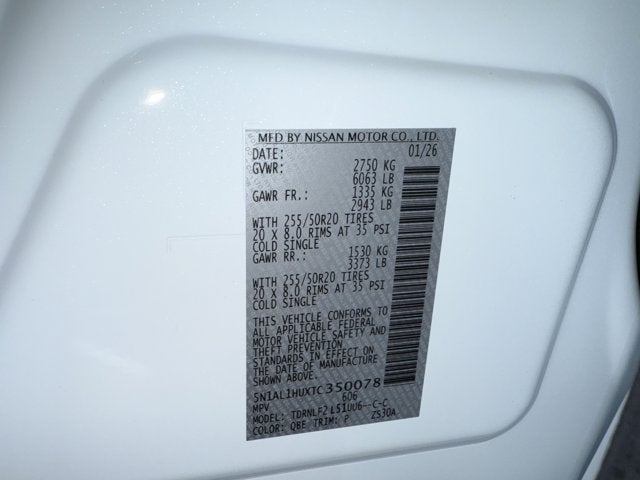 MFD BY NISSAN MOTOR CO., LTD.
DATE: 01/26
GVWR: 2750 KG
6063 LB
GAWR FR.: 1335 KG
2943 LB
WITH 255/50R20 TIRES
20 X 8.0 RIMS AT 35 PSI
COLD SINGLE
GAWR RR.: 1530 KG
3373 LB
WITH 255/50R20 TIRES
20 X 8.0 RIMS AT 35 PSI
COLD SINGLE
THIS VEHICLE CONFORMS TO
ALL APPLICABLE FEDERAL
MOTOR VEHICLE SAFETY AND
THEFT PREVENTION
STANDARDS IN EFFECT ON
THE DATE OF MANUFACTURE
SHOWN ABOVE.
5N1AL1HUXTC350078
MPV 606
MODEL: TDRNLF2L51UU6--C-C
COLOR: QBE TRIM: P ZS30A